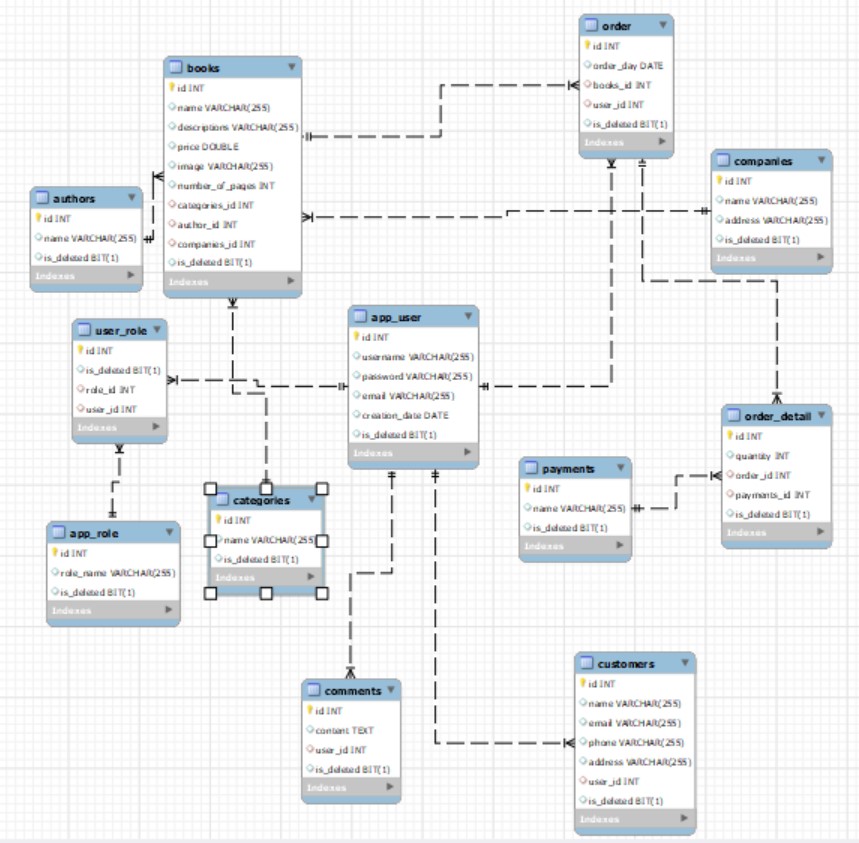 order
id INT
order_day DATE
books_id INT
user_id INT
is_deleted BIT(1)
Indexes
books
id INT
name VARCHAR(255)
descriptions VARCHAR(255)
price DOUBLE
image VARCHAR(255)
number_of_pages INT
categories_id INT
author_id INT
companies_id INT
is_deleted BIT(1)
Indexes
companies
id INT
name VARCHAR(255)
address VARCHAR(255)
is_deleted BIT(1)
Indexes
authors
id INT
name VARCHAR(255)
is_deleted BIT(1)
Indexes
user_role
id INT
is_deleted BIT(1)
role_id INT
user_id INT
Indexes
app_user
id INT
username VARCHAR(255)
password VARCHAR(255)
email VARCHAR(255)
creation_date DATE
is_deleted BIT(1)
Indexes
order_detail
id INT
quantity INT
order_id INT
payments_id INT
is_deleted BIT(1)
Indexes
payments
id INT
name VARCHAR(255)
is_deleted BIT(1)
Indexes
categories
id INT
name VARCHAR(255)
is_deleted BIT(1)
Indexes
app_role
id INT
role_name VARCHAR(255)
is_deleted BIT(1)
Indexes
comments
id INT
content TEXT
user_id INT
is_deleted BIT(1)
Indexes
customers
id INT
name VARCHAR(255)
email VARCHAR(255)
phone VARCHAR(255)
address VARCHAR(255)
user_id INT
is_deleted BIT(1)
Indexes